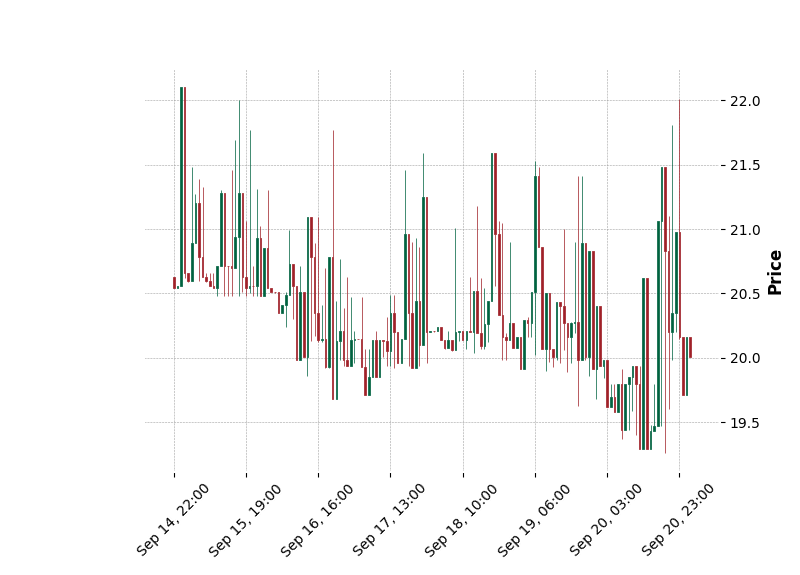 22.0
21.5
21.0
20.5
20.0
19.5
Price
Sep 14, 22:00
Sep 15, 19:00
Sep 16, 16:00
Sep 17, 13:00
Sep 18, 10:00
Sep 19, 06:00
Sep 20, 03:00
Sep 20, 23:00